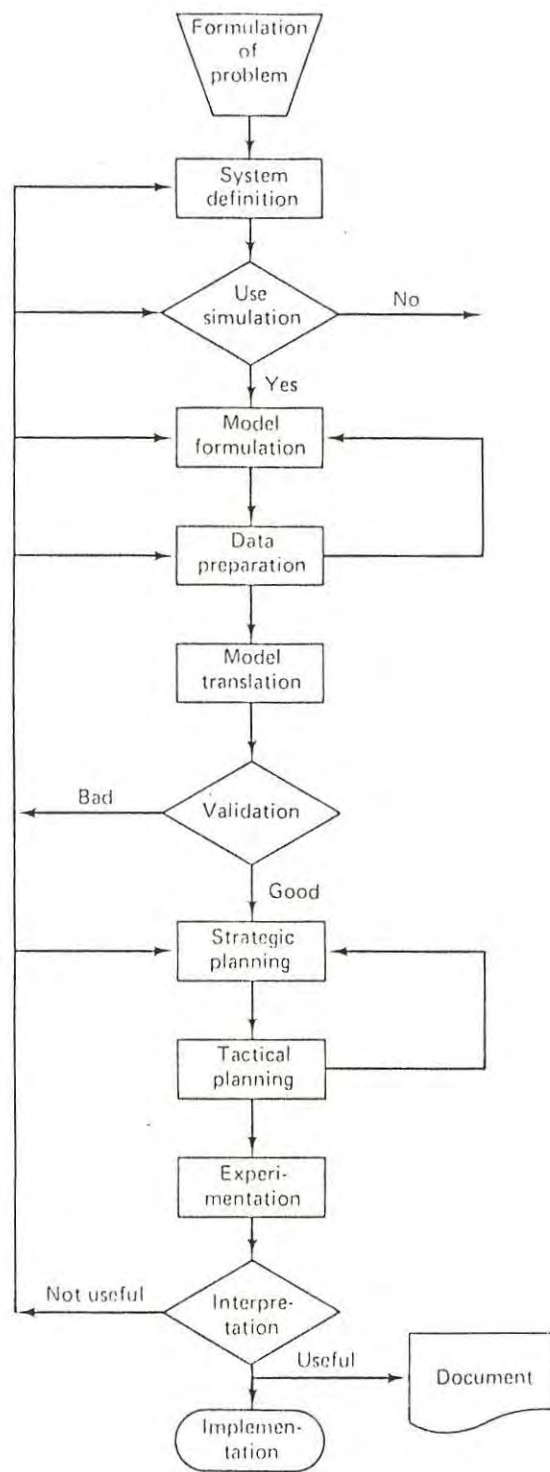 Formulation
of
problem
System
definition
Use
simulation
No
Yes
Model
formulation
Data
preparation
Model
translation
Bad
Validation
Good
Strategic
planning
Tactical
planning
Experi-
mentation
Not useful
Interpre-
tation
Useful
Document
Implemen-
tation